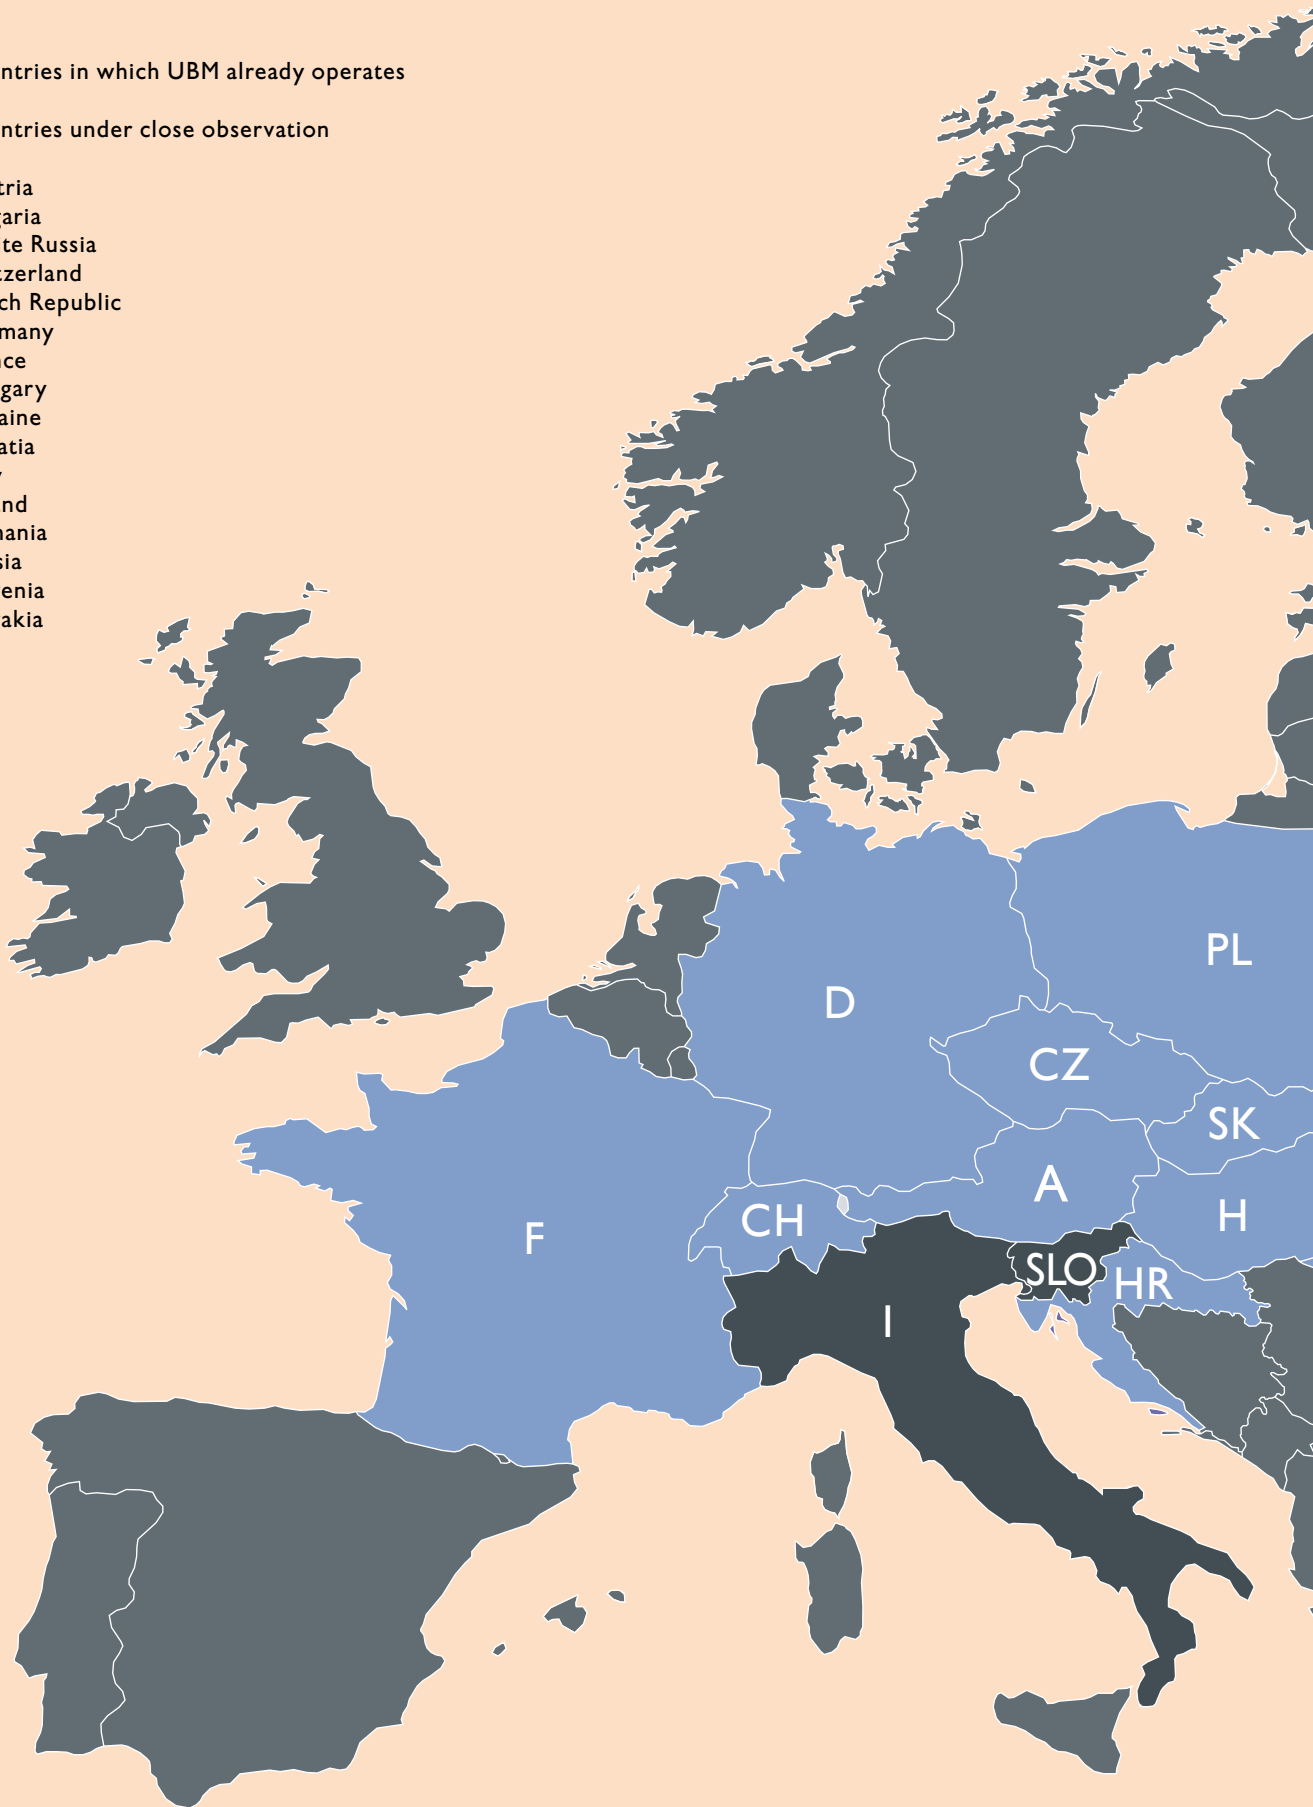 ntries in which UBM already operates
ntries under close observation
tria
garia
te Russia
tzerland
ch Republic
many
nce
gary
aine
atia
y
nd
nania
sia
enia
akia
PL
D
CZ
SK
A
CH
H
F
SLO
HR
I